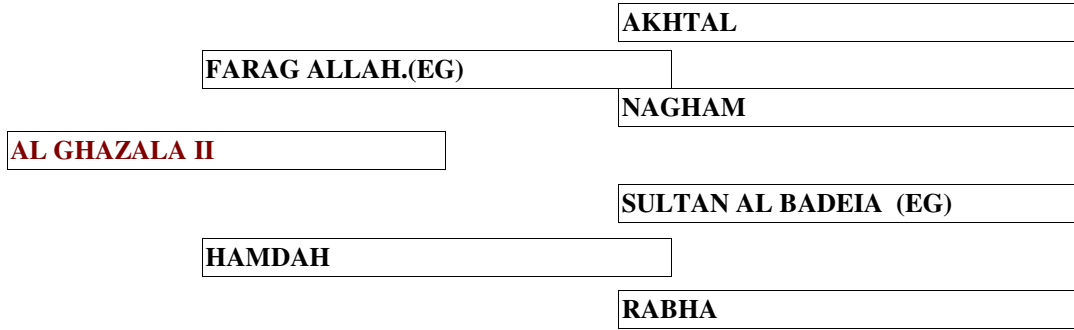 AKHTAL
FARAG ALLAH.(EG)
NAGHAM
AL GHAZALA II
SULTAN AL BADEIA  (EG)
HAMDAH
RABHA